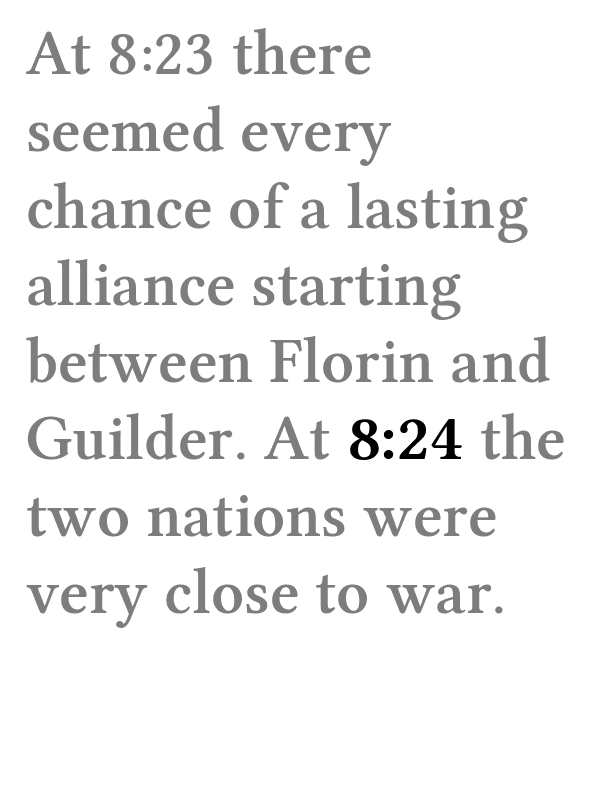 At 8:23 there
seemed every
chance of a lasting
alliance starting
between Florin and
Guilder. At 8:24 the
two nations were
very close to war.